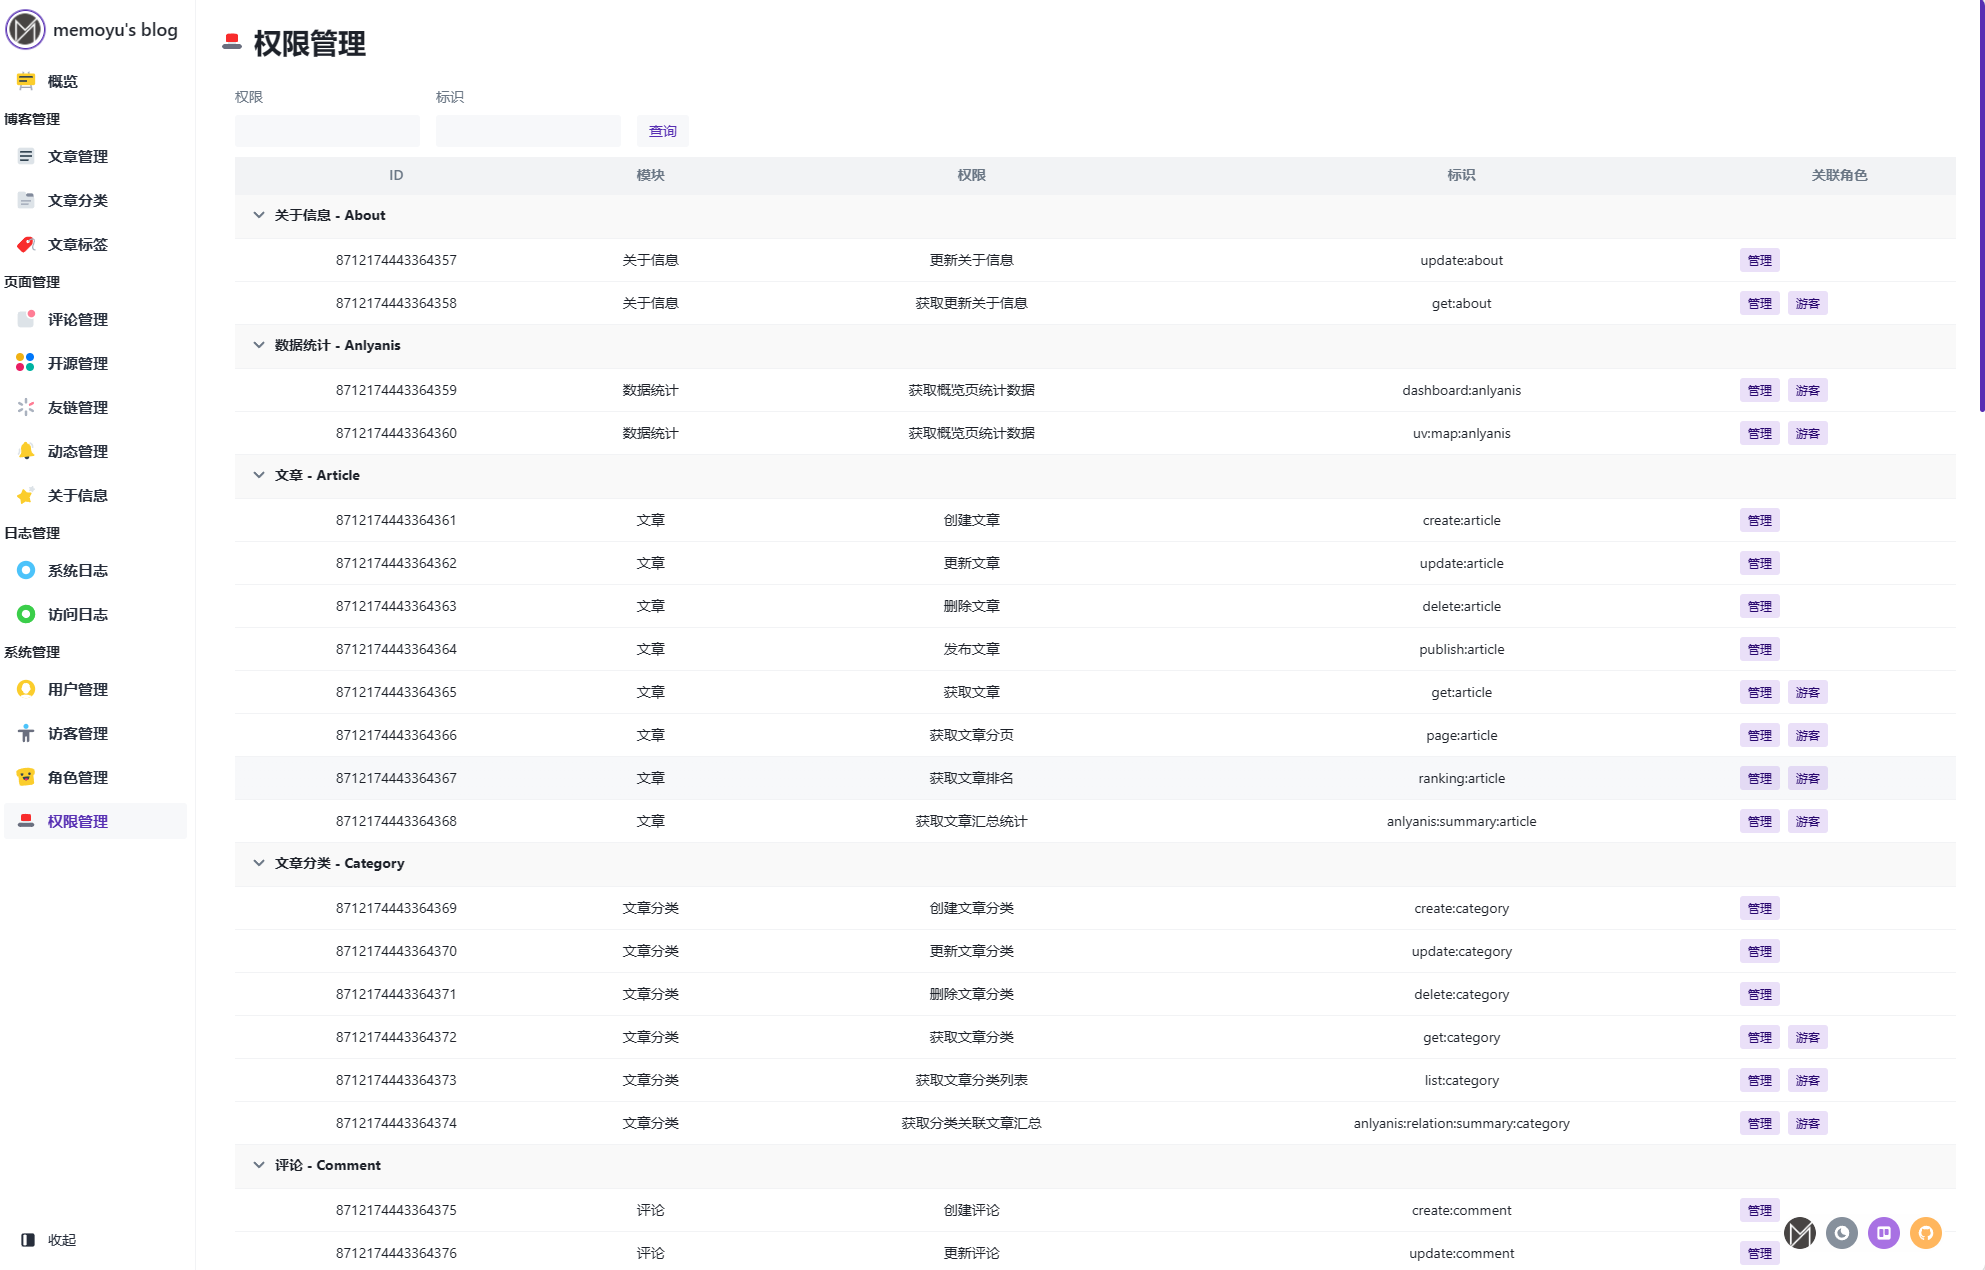 memoyu's blog
概览
博客管理
文章管理
文章分类
文章标签
页面管理
评论管理
开源管理
友链管理
动态管理
关于信息
日志管理
系统日志
访问日志
系统管理
用户管理
访客管理
角色管理
权限管理
收起
权限管理
权限 标识
查询
ID 模块 权限 标识 关联角色
关于信息 - About
8712174443364357 关于信息 更新关于信息 update:about 管理
8712174443364358 关于信息 获取更新关于信息 get:about 管理 游客
数据统计 - Anlyanis
8712174443364359 数据统计 获取概览页统计数据 dashboard:anlyanis 管理 游客
8712174443364360 数据统计 获取概览页统计数据 uv:map:anlyanis 管理 游客
文章 - Article
8712174443364361 文章 创建文章 create:article 管理
8712174443364362 文章 更新文章 update:article 管理
8712174443364363 文章 删除文章 delete:article 管理
8712174443364364 文章 发布文章 publish:article 管理
8712174443364365 文章 获取文章 get:article 管理 游客
8712174443364366 文章 获取文章分页 page:article 管理 游客
8712174443364367 文章 获取文章排名 ranking:article 管理 游客
8712174443364368 文章 获取文章汇总统计 anlyanis:summary:article 管理 游客
文章分类 - Category
8712174443364369 文章分类 创建文章分类 create:category 管理
8712174443364370 文章分类 更新文章分类 update:category 管理
8712174443364371 文章分类 删除文章分类 delete:category 管理
8712174443364372 文章分类 获取文章分类 get:category 管理 游客
8712174443364373 文章分类 获取文章分类列表 list:category 管理 游客
8712174443364374 文章分类 获取分类关联文章汇总 anlyanis:relation:summary:category 管理 游客
评论 - Comment
8712174443364375 评论 创建评论 create:comment 管理
8712174443364376 评论 更新评论 update:comment 管理